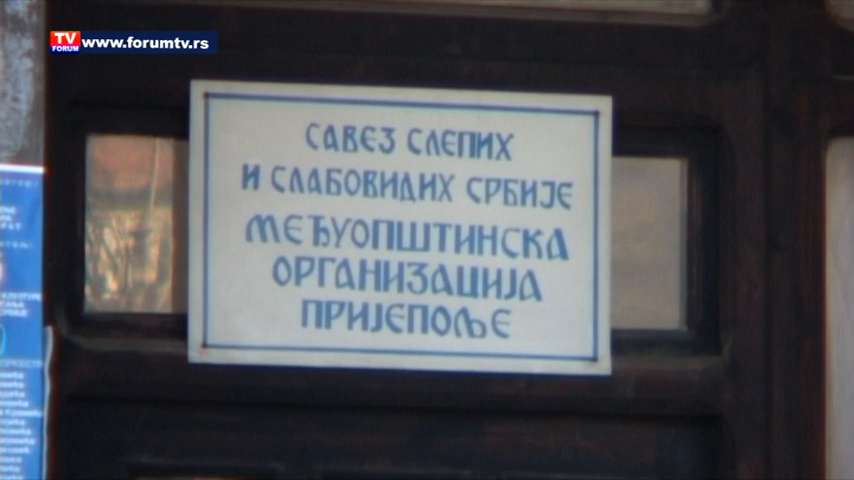 TV FORUM www.forumtv.rs
САВЕЗ СЛЕПИХ
И СЛАБОВИДИХ СРБИЈЕ
МЕЂУОПШТИНСКА
ОРГАНИЗАЦИЈА
ПРИЈЕПОЉЕ